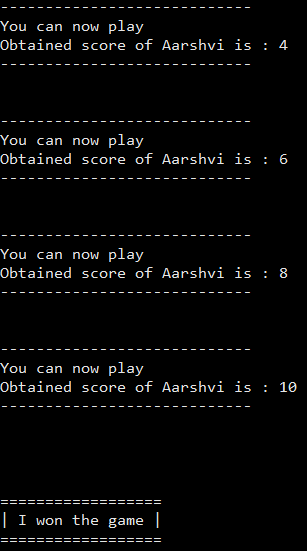 ----------------------------
You can now play
Obtained score of Aarshvi is : 4
----------------------------
----------------------------
You can now play
Obtained score of Aarshvi is : 6
----------------------------
----------------------------
You can now play
Obtained score of Aarshvi is : 8
----------------------------
----------------------------
You can now play
Obtained score of Aarshvi is : 10
----------------------------
==================
| I won the game |
==================